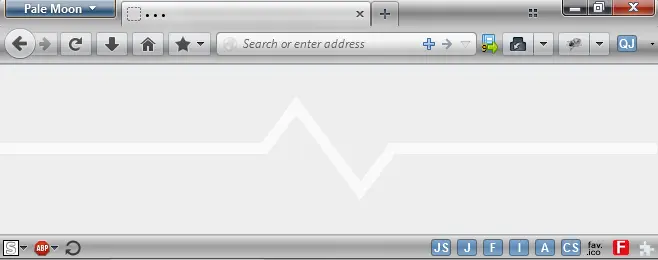 Pale Moon
...
Search or enter address
QJ
S
ABP
JS
J
F
I
A
CS
fav.
.ico
F